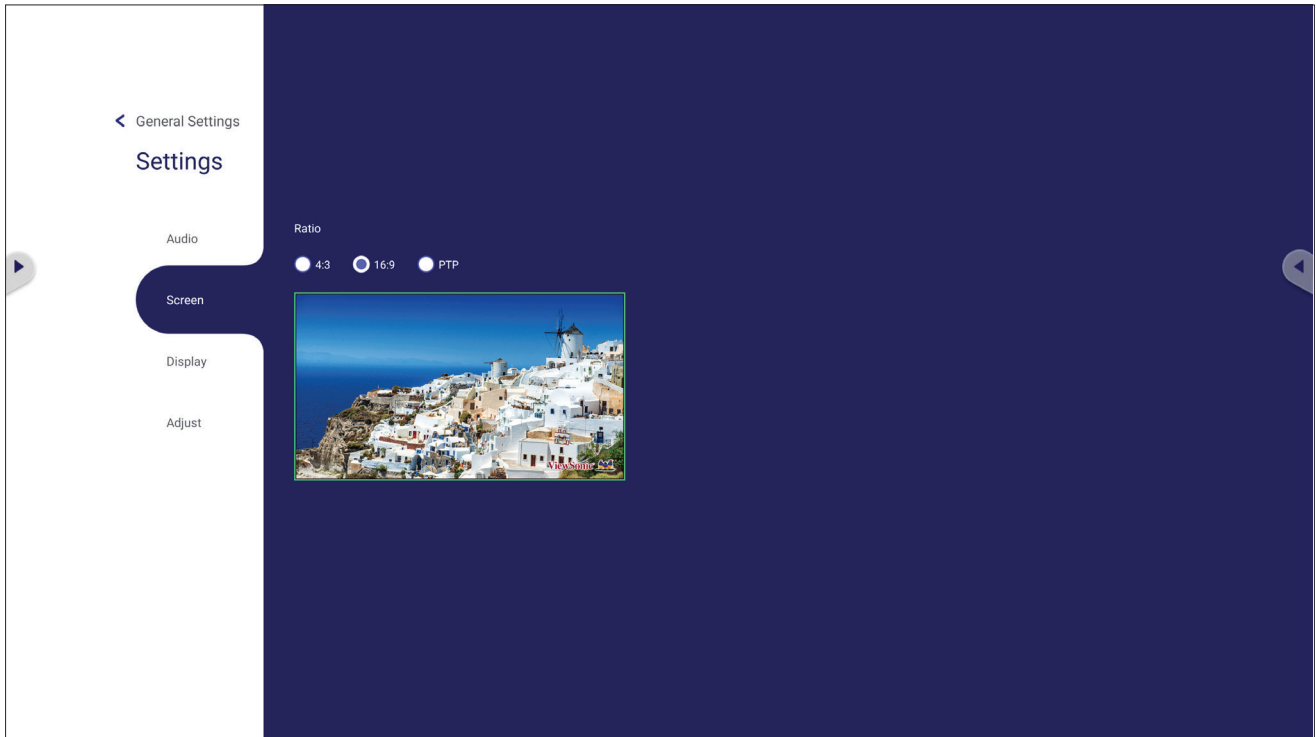 General Settings
Settings
Audio
Screen
Display
Adjust
Ratio
4:3 16:9 PTP
ViewSonic